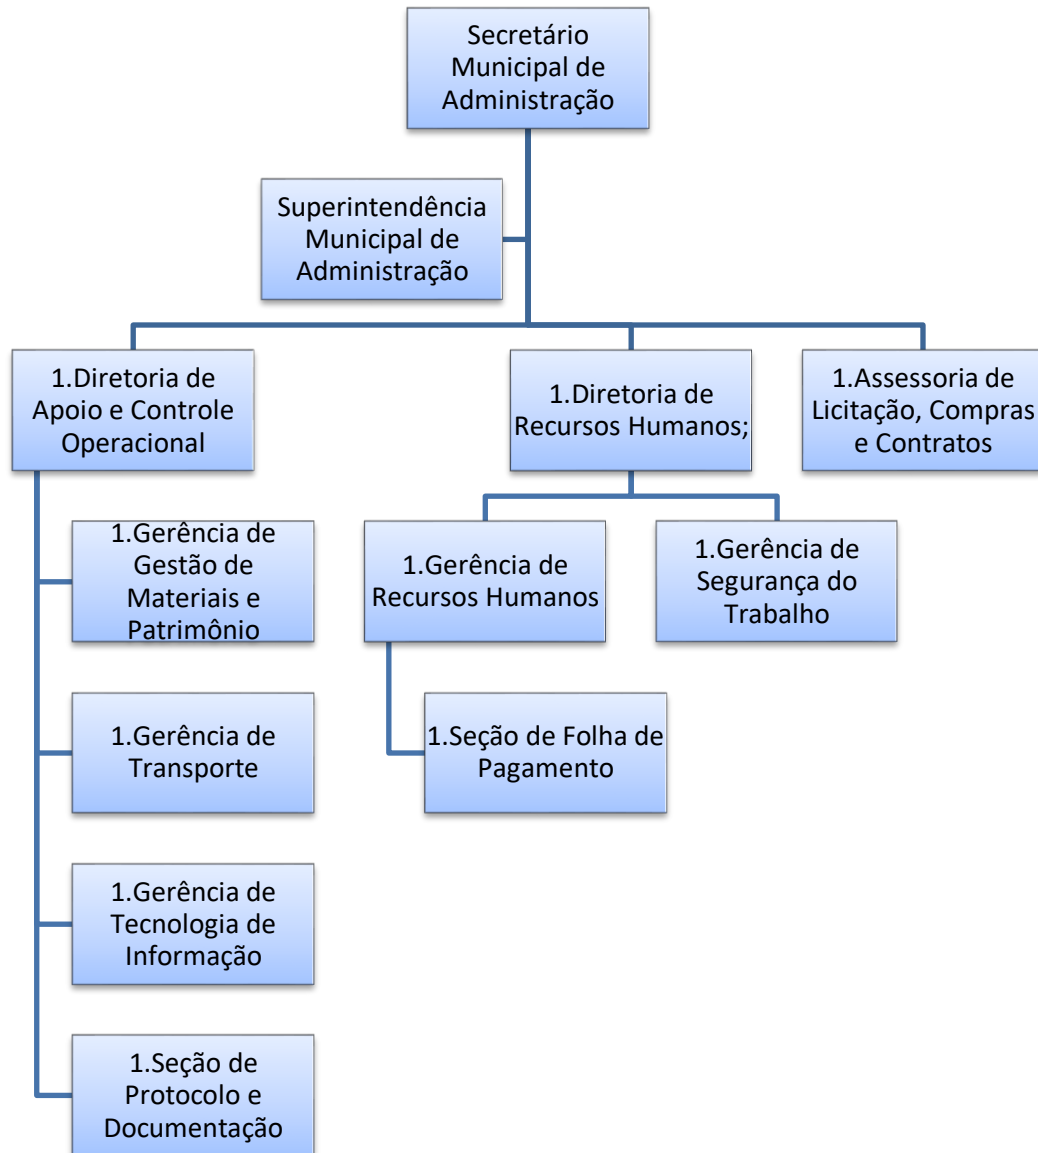 Secretário
Municipal de
Administração
Superintendência
Municipal de
Administração
1.Diretoria de
Apoio e Controle
Operacional
1.Diretoria de
Recursos Humanos;
1.Assessoria de
Licitação, Compras
e Contratos
1.Gerência de
Gestão de
Materiais e
Patrimônio
1.Gerência de
Recursos Humanos
1.Gerência de
Segurança do
Trabalho
1.Gerência de
Transporte
1.Seção de Folha de
Pagamento
1.Gerência de
Tecnologia de
Informação
1.Seção de
Protocolo e
Documentação